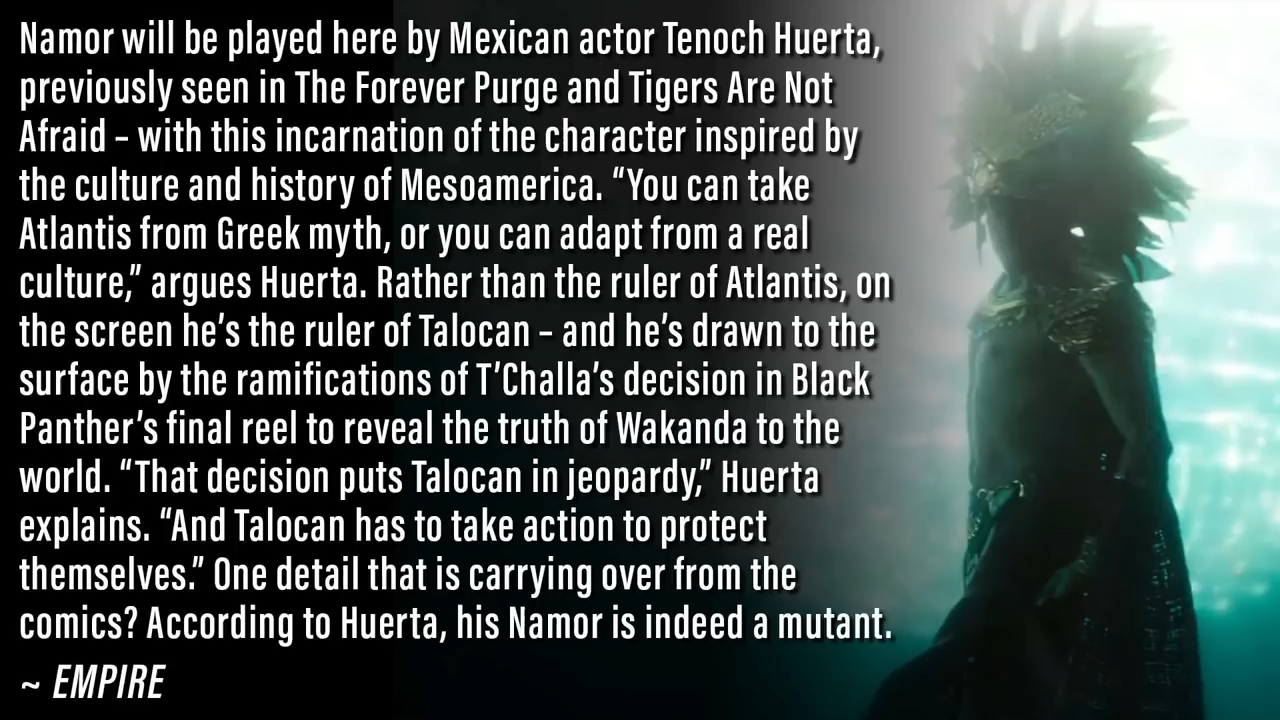 Namor will be played here by Mexican actor Tenoch Huerta,
previously seen in The Forever Purge and Tigers Are Not
Afraid – with this incarnation of the character inspired by
the culture and history of Mesoamerica. “You can take
Atlantis from Greek myth, or you can adapt from a real
culture,” argues Huerta. Rather than the ruler of Atlantis, on
the screen he’s the ruler of Talocan – and he’s drawn to the
surface by the ramifications of T’Challa’s decision in Black
Panther’s final reel to reveal the truth of Wakanda to the
world. “That decision puts Talocan in jeopardy,” Huerta
explains. “And Talocan has to take action to protect
themselves.” One detail that is carrying over from the
comics? According to Huerta, his Namor is indeed a mutant.
~ EMPIRE